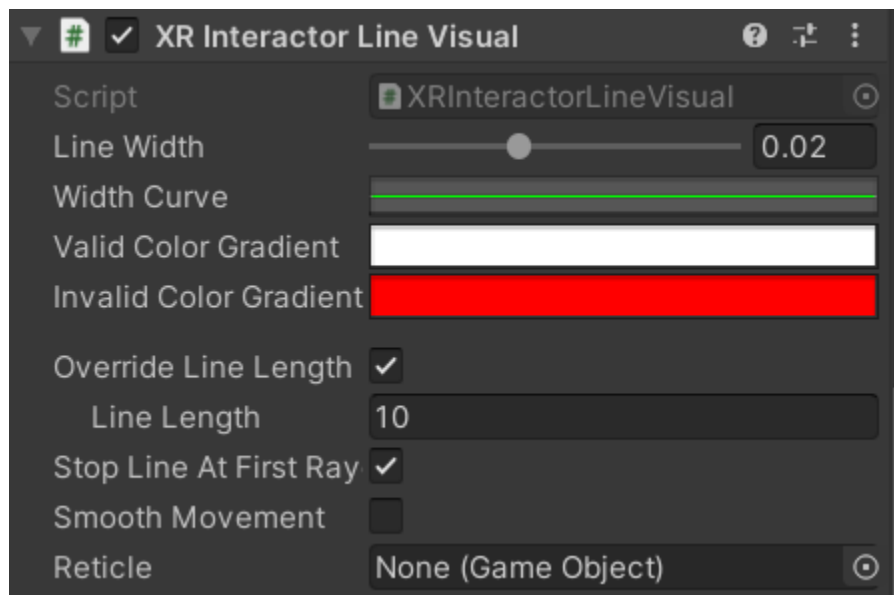 XR Interactor Line Visual
Script XRInteractorLineVisual
Line Width 0.02
Width Curve
Valid Color Gradient
Invalid Color Gradient
Override Line Length
Line Length 10
Stop Line At First Ray
Smooth Movement
Reticle None (Game Object)